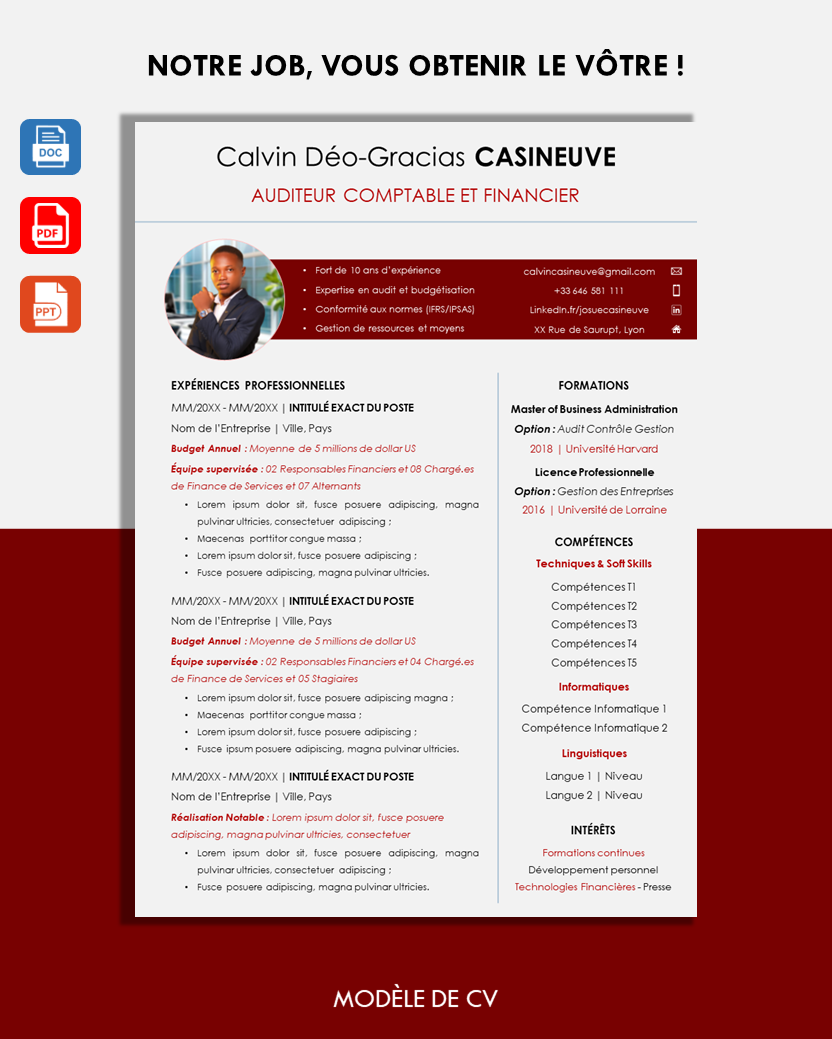 NOTRE JOB, VOUS OBTENIR LE VÔTRE !
DOC
PDF
PPT
Calvin Déo-Gracias CASINEUVE
AUDITEUR COMPTABLE ET FINANCIER
• Fort de 10 ans d'expérience
• Expertise en audit et budgétisation
• Conformité aux normes (IFRS/IPSAS)
• Gestion de ressources et moyens
calvincasineuve@gmail.com
+33 646 581 111
LinkedIn.fr/josuecasineuve
in
XX Rue de Saurupt, Lyon
EXPÉRIENCES PROFESSIONNELLES
MM/20XX - MM/20XX | INTITULÉ EXACT DU POSTE
Nom de l'Entreprise | Ville, Pays
Budget Annuel : Moyenne de 5 millions de dollar US
Équipe supervisée : 02 Responsables Financiers et 08 Chargé.es
de Finance de Services et 07 Alternants
• Lorem ipsum dolor sit, fusce posuere adipiscing, magna
pulvinar ultricies, consectetuer adipiscing ;
• Maecenas porttitor congue massa ;
• Lorem ipsum dolor sit, fusce posuere adipiscing ;
• Fusce posuere adipiscing, magna pulvinar ultricies.
MM/20XX - MM/20XX | INTITULÉ EXACT DU POSTE
Nom de l'Entreprise | Ville, Pays
Budget Annuel : Moyenne de 5 millions de dollar US
Équipe supervisée : 02 Responsables Financiers et 04 Chargé.es
de Finance de Services et 05 Stagiaires
• Lorem ipsum dolor sit, fusce posuere adipiscing magna ;
• Maecenas porttitor congue massa ;
• Lorem ipsum dolor sit, fusce posuere adipiscing ;
• Fusce ipsum posuere adipiscing, magna pulvinar ultricies.
MM/20XX - MM/20XX | INTITULÉ EXACT DU POSTE
Nom de l'Entreprise | Ville, Pays
Réalisation Notable : Lorem ipsum dolor sit, fusce posuere
adipiscing, magna pulvinar ultricies, consectetuer
• Lorem ipsum dolor sit, fusce posuere adipiscing, magna
pulvinar ultricies, consectetuer adipiscing ;
• Fusce posuere adipiscing, magna pulvinar ultricies.
FORMATIONS
Master of Business Administration
Option : Audit Contrôle Gestion
2018 | Université Harvard
Licence Professionnelle
Option : Gestion des Entreprises
2016 | Université de Lorraine
COMPÉTENCES
Techniques & Soft Skills
Compétences T1
Compétences T2
Compétences T3
Compétences T4
Compétences T5
Informatiques
Compétence Informatique 1
Compétence Informatique 2
Linguistiques
Langue 1 | Niveau
Langue 2 | Niveau
INTÉRÊTS
Formations continues
Développement personnel
Technologies Financières - Presse
MODÈLE DE CV